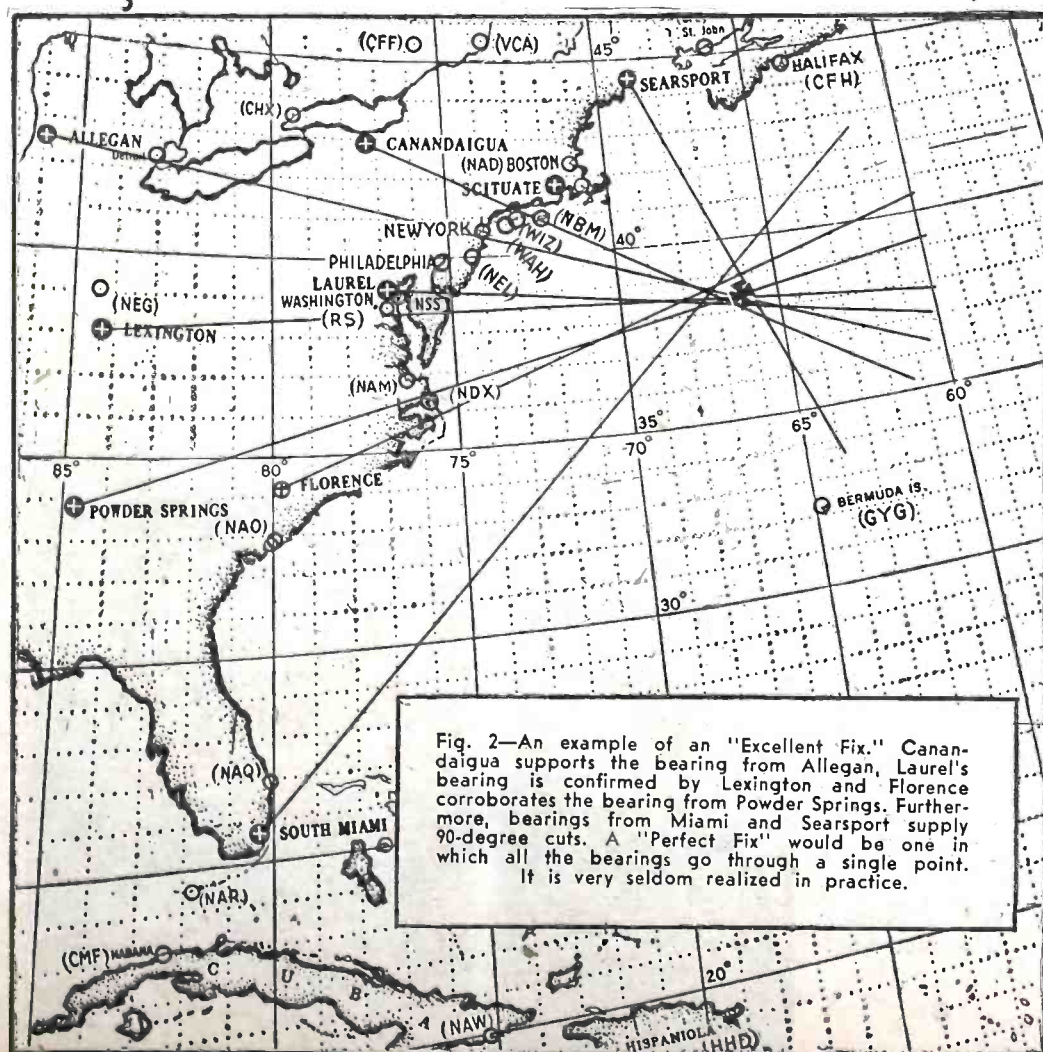 (CFF)
(VCA)
45°
St. John
HALIFAX
(CFH)
SEARSPORT
(CHX)
ALLEGAN
CANANDAIGUA
(NAD) BOSTON
SCITUATE
(NBM)
NEW YORK
(WIZ)
(WAH)
40°
PHILADELPHIA
(NEL)
LAUREL
WASHINGTON
NSS
(RS)
(NEG)
LEXINGTON
(NAM)
(NDX)
60°
35°
65°
70°
85°
80°
75°
FLORENCE
POWDER SPRINGS
(NAO)
BERMUDA IS.
(GYG)
30°
(NAQ)
SOUTH MIAMI
(NAR)
Fig. 2—An example of an "Excellent Fix." Canan-
daigua supports the bearing from Allegan, Laurel's
bearing is confirmed by Lexington and Florence
corroborates the bearing from Powder Springs. Further-
more, bearings from Miami and Searsport supply
90-degree cuts. A "Perfect Fix" would be one in
which all the bearings go through a single point.
It is very seldom realized in practice.
(CMF) HABANA
C U B A
(NAW)
20°
HISPANIOLA
(HHD)